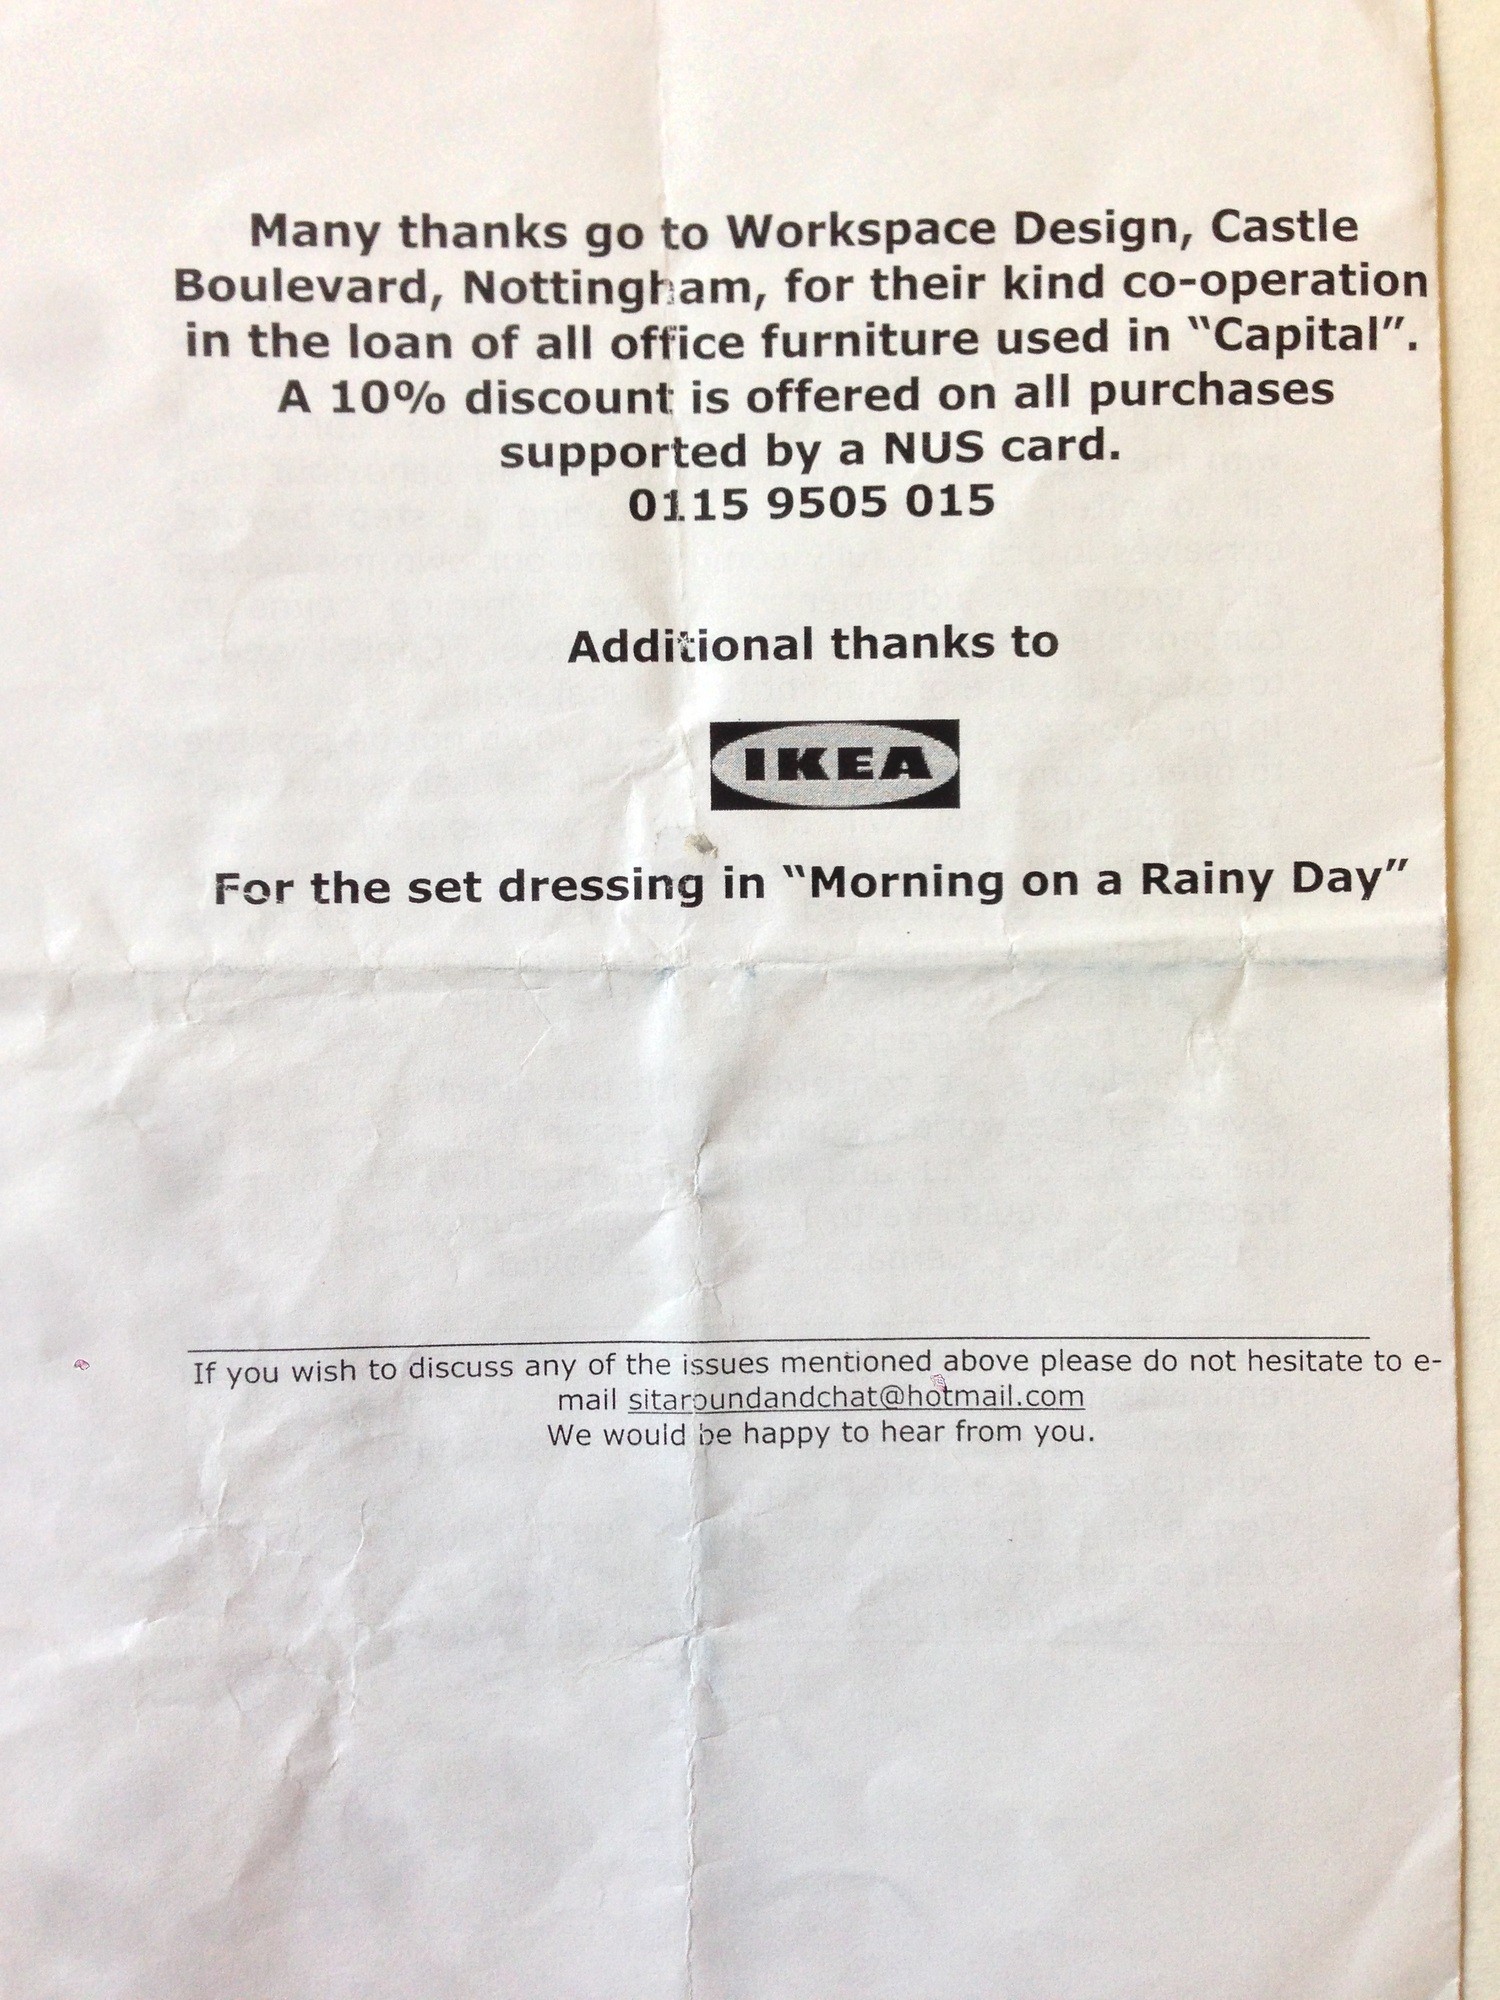 Many thanks go to Workspace Design, Castle
Boulevard, Nottingham, for their kind co-operation
in the loan of all office furniture used in “Capital”.
A 10% discount is offered on all purchases
supported by a NUS card.
0115 9505 015
Additional thanks to
IKEA
For the set dressing in “Morning on a Rainy Day”
If you wish to discuss any of the issues mentioned above please do not hesitate to e-
mail sitaroundandchat@hotmail.com
We would be happy to hear from you.